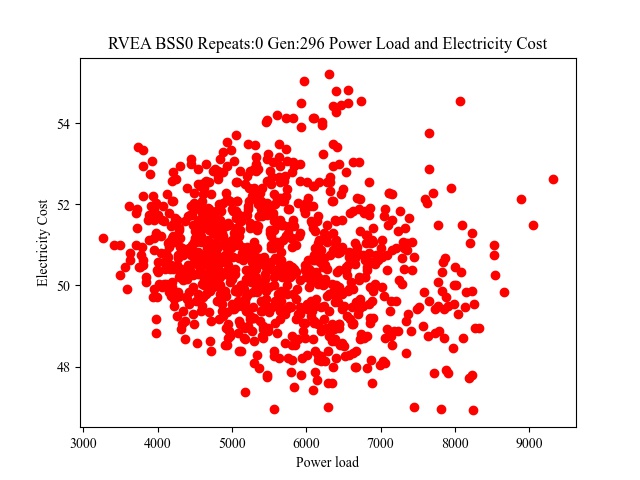 RVEA BSS0 Repeats:0 Gen:296 Power Load and Electricity Cost
54
52
50
48
Electricity Cost
3000 4000 5000 6000 7000 8000 9000
Power load